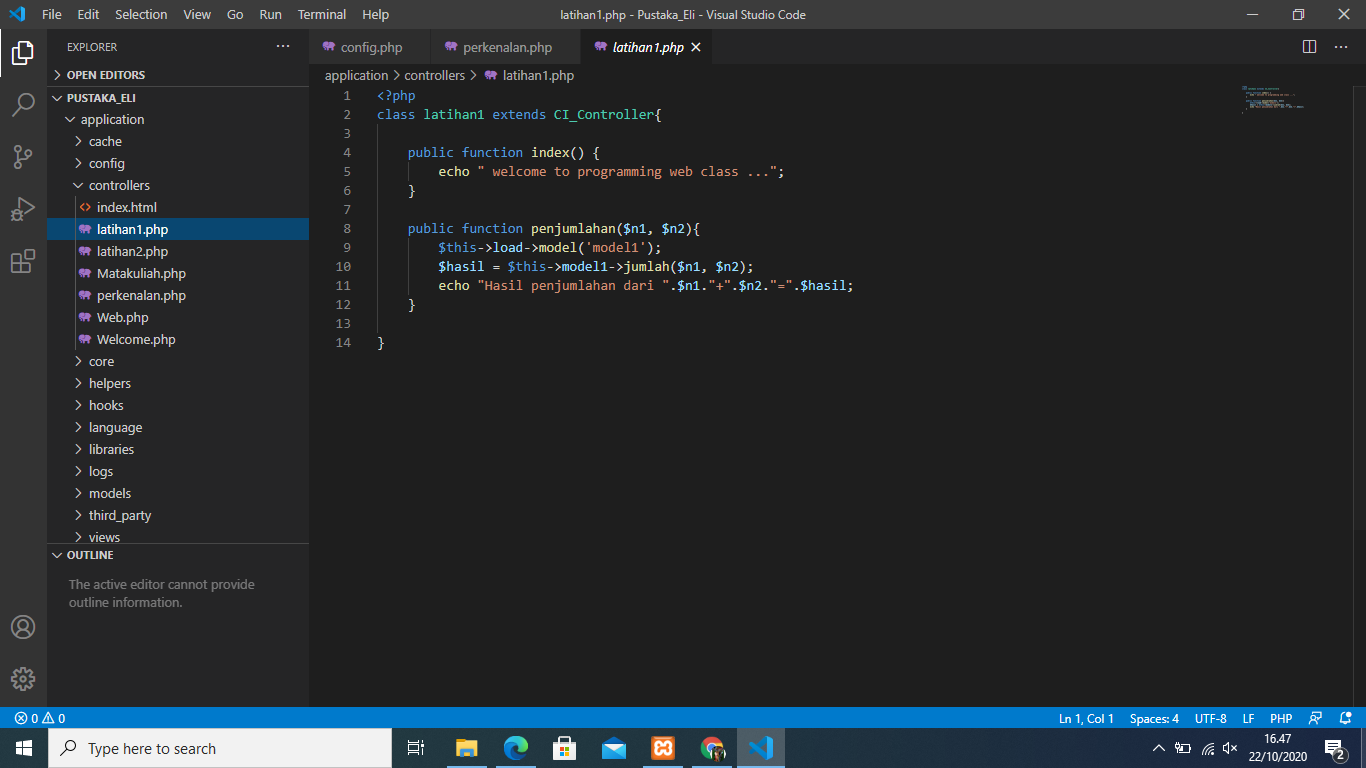 File Edit Selection View Go Run Terminal Help
latihan1.php - Pustaka_Eli - Visual Studio Code
EXPLORER
config.php
perkenalan.php
latihan1.php
OPEN EDITORS
PUSTAKA_ELI
application
cache
config
controllers
index.html
latihan1.php
latihan2.php
Matakuliah.php
perkenalan.php
Web.php
Welcome.php
core
helpers
hooks
language
libraries
logs
models
third_party
views
OUTLINE
The active editor cannot provide
outline information.
application > controllers > latihan1.php
1 <?php
2 class latihan1 extends CI_Controller{
3
4     public function index() {
5         echo " welcome to programming web class ...";
6     }
7
8     public function penjumlahan($n1, $n2){
9         $this->load->model('model1');
10         $hasil = $this->model1->jumlah($n1, $n2);
11         echo "Hasil penjumlahan dari ".$n1."+".$n2."=".$hasil;
12     }
13
14 }
0 0
Ln 1, Col 1 Spaces: 4 UTF-8 LF PHP
Type here to search
16.47
22/10/2020
2